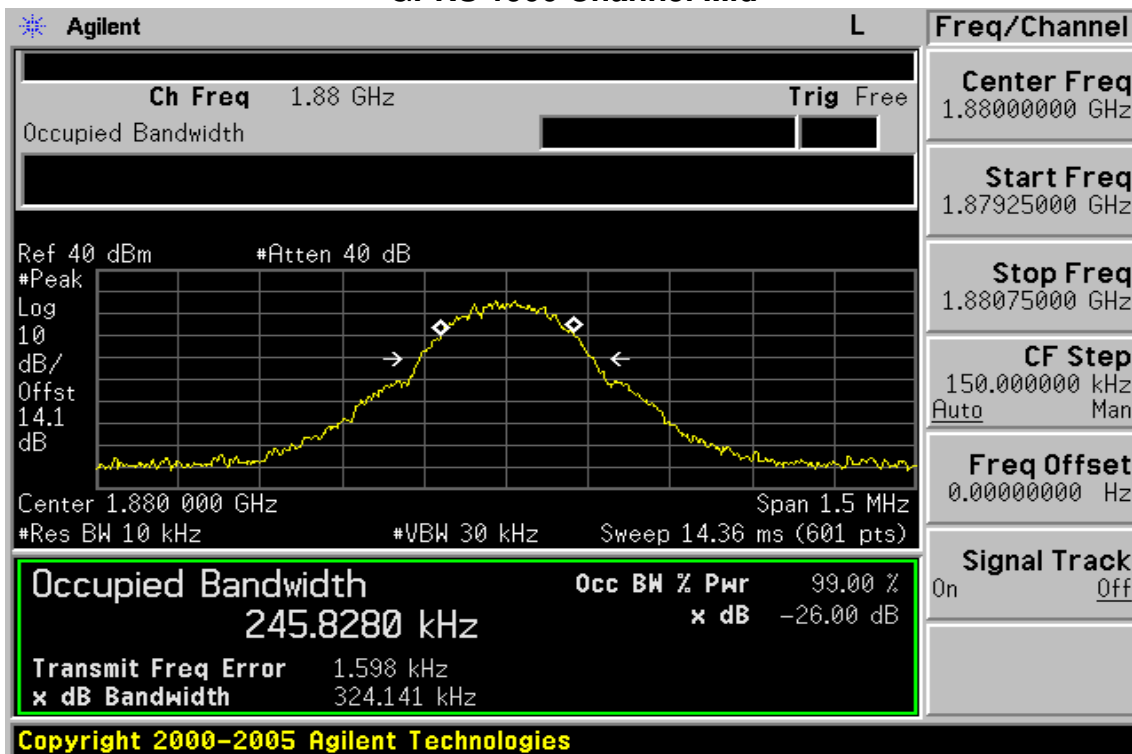 Agilent L
Freq/Channel
Ch Freq 1.88 GHz Trig Free
Occupied Bandwidth
Center Freq
1.88000000 GHz
Start Freq
1.87925000 GHz
Stop Freq
1.88075000 GHz
CF Step
150.000000 kHz
Auto Man
Freq Offset
0.00000000 Hz
Signal Track
On Off
Ref 40 dBm #Atten 40 dB
#Peak
Log
10
dB/
Offst
14.1
dB
Center 1.880 000 GHz Span 1.5 MHz
#Res BW 10 kHz #VBW 30 kHz Sweep 14.36 ms (601 pts)
Occupied Bandwidth
245.8280 kHz
Occ BW % Pwr 99.00 %
x dB -26.00 dB
Transmit Freq Error 1.598 kHz
x dB Bandwidth 324.141 kHz
Copyright 2000-2005 Agilent Technologies